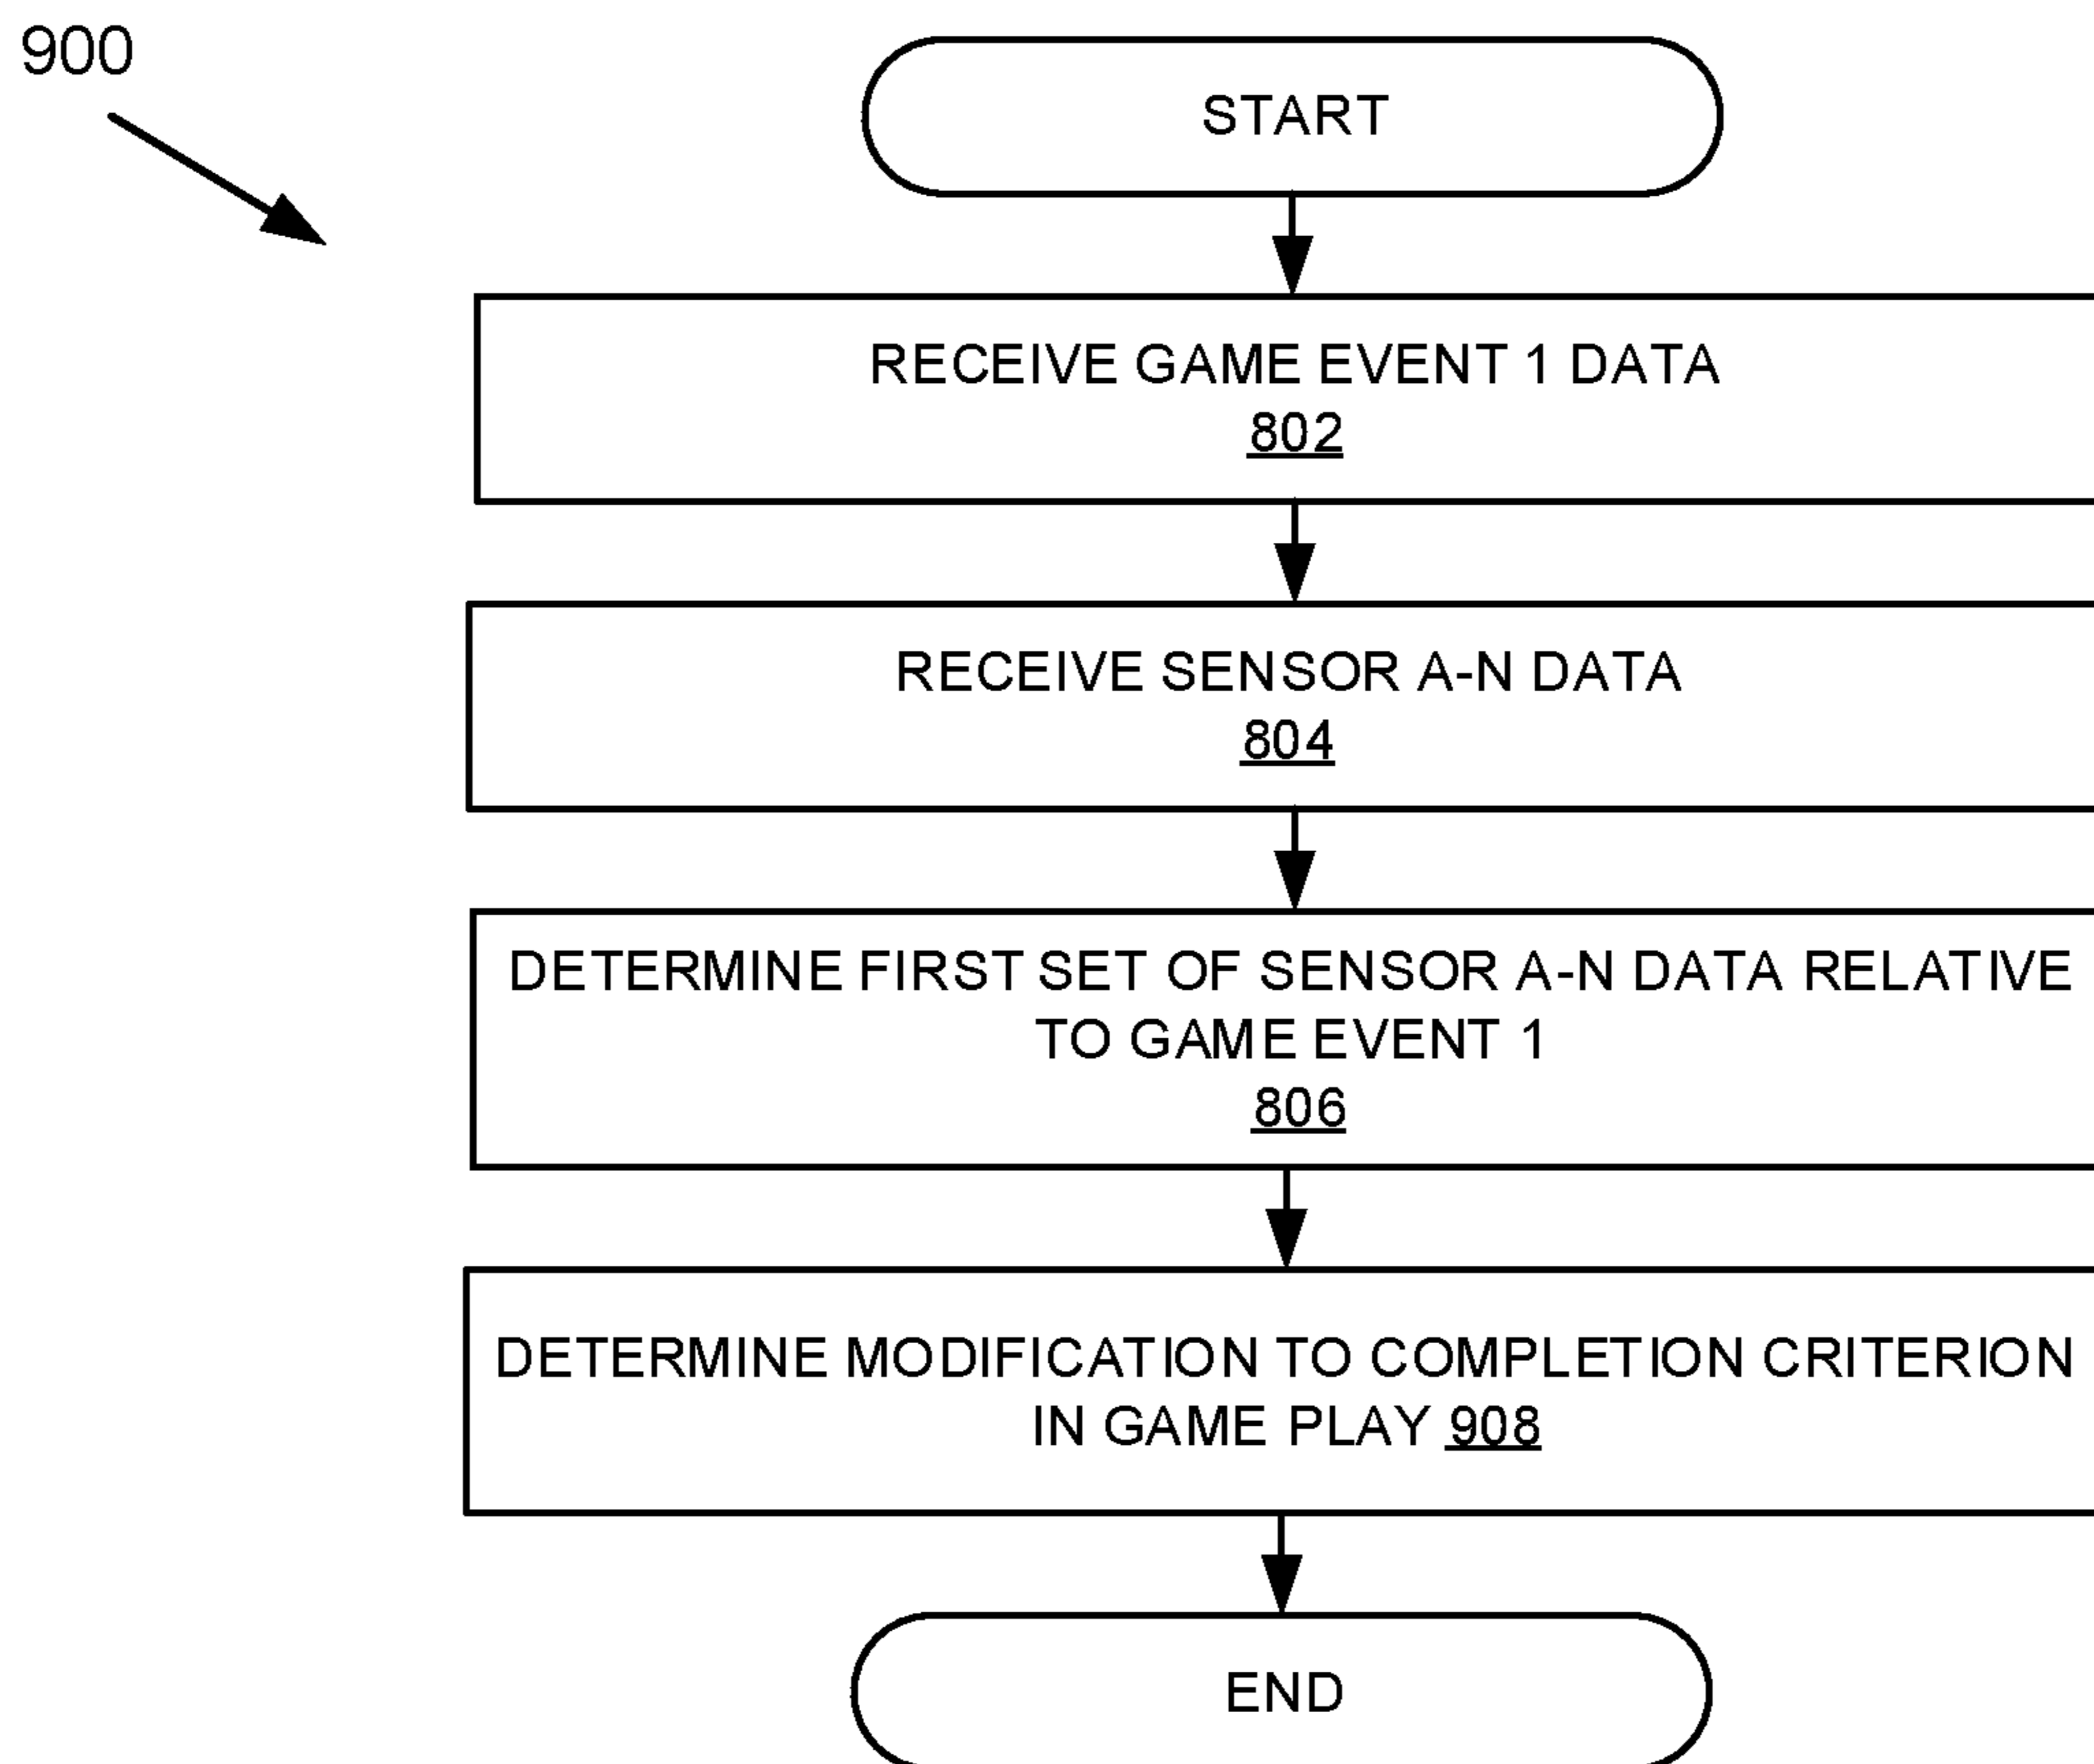 900
START
RECEIVE GAME EVENT 1 DATA
802
RECEIVE SENSOR A-N DATA
804
DETERMINE FIRST SET OF SENSOR A-N DATA RELATIVE
TO GAME EVENT 1
806
DETERMINE MODIFICATION TO COMPLETION CRITERION
IN GAME PLAY 908
END